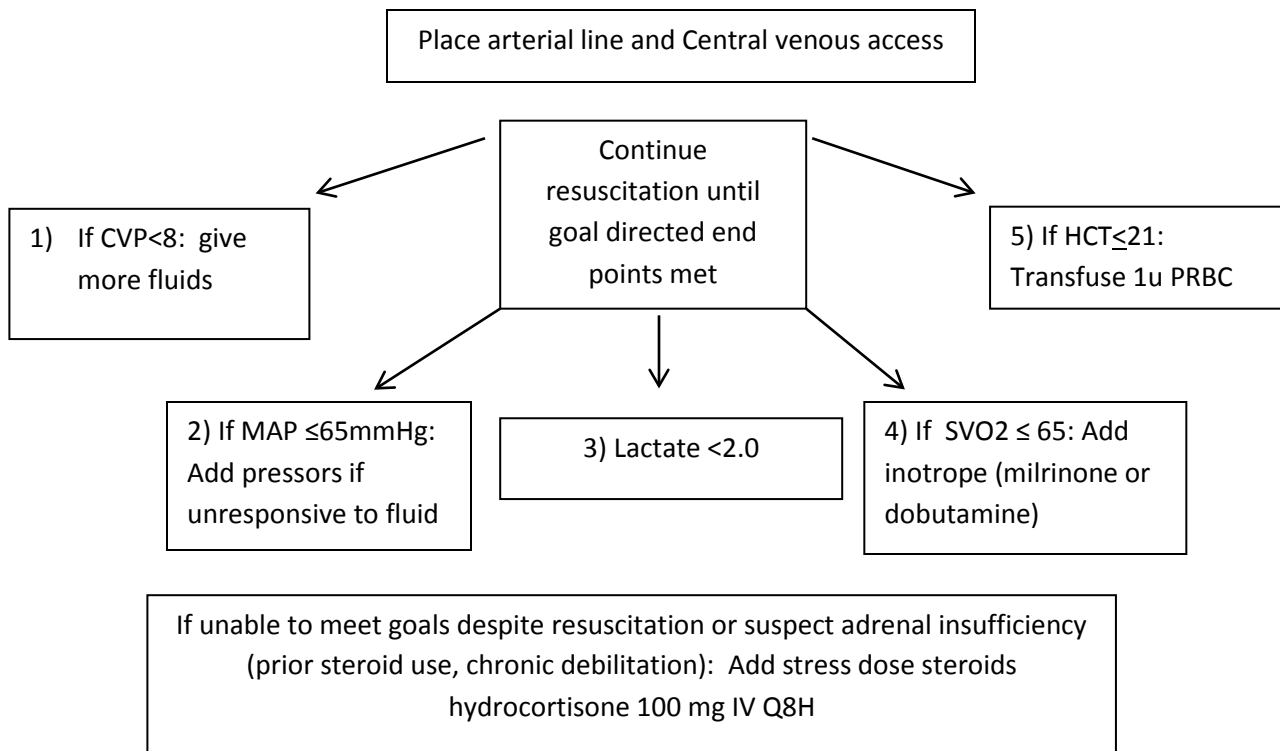 Place arterial line and Central venous access
Continue
resuscitation until
goal directed end
points met
1) If CVP<8: give
more fluids
2) If MAP ≤65mmHg:
Add pressors if
unresponsive to fluid
3) Lactate <2.0
4) If SVO2 ≤ 65: Add
inotrope (milrinone or
dobutamine)
5) If HCT≤21:
Transfuse 1u PRBC
If unable to meet goals despite resuscitation or suspect adrenal insufficiency
(prior steroid use, chronic debilitation): Add stress dose steroids
hydrocortisone 100 mg IV Q8H